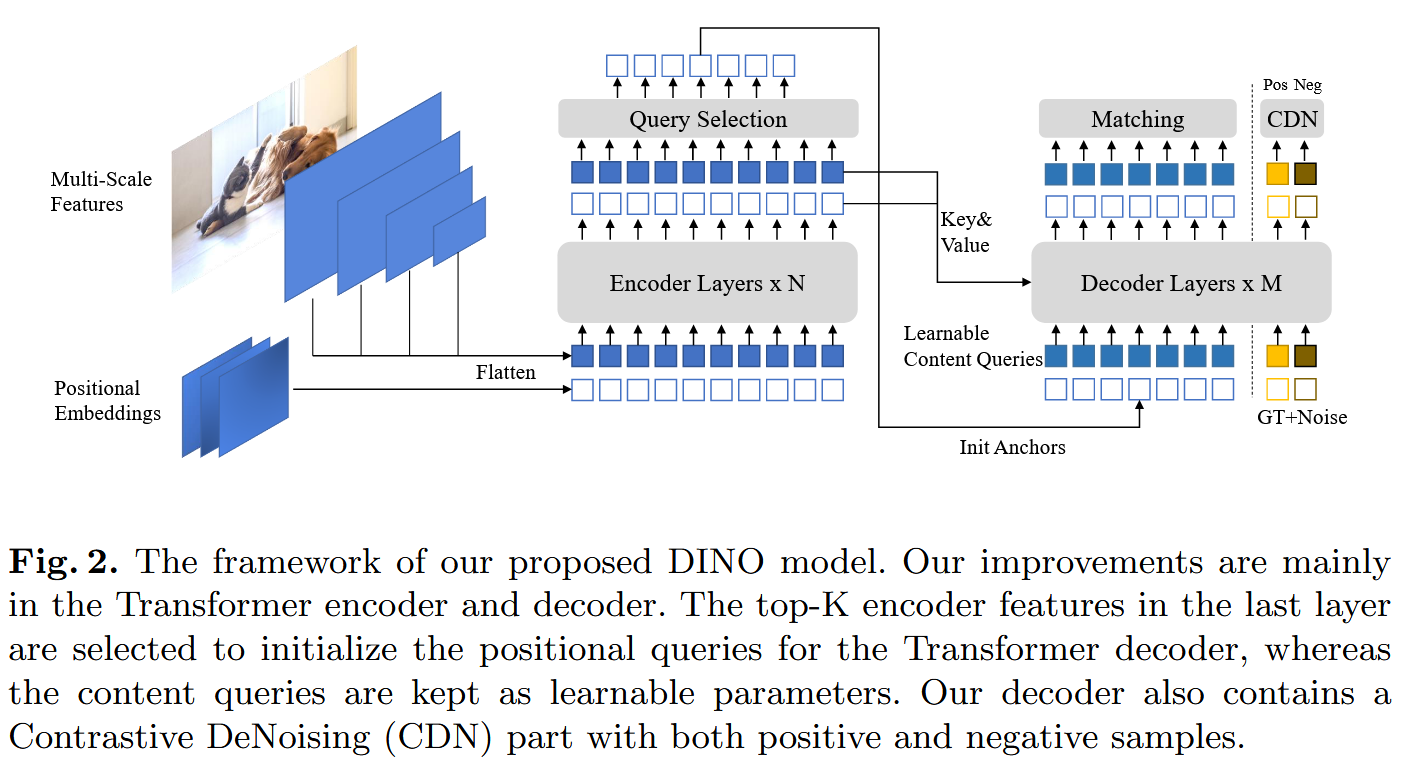 Multi-Scale
Features
Positional
Embeddings
Flatten
Query Selection
Encoder Layers x N
Key&
Value
Learnable
Content Queries
Init Anchors
Matching
Pos Neg
CDN
Decoder Layers x M
GT+Noise
Fig. 2. The framework of our proposed DINO model. Our improvements are mainly
in the Transformer encoder and decoder. The top-K encoder features in the last layer
are selected to initialize the positional queries for the Transformer decoder, whereas
the content queries are kept as learnable parameters. Our decoder also contains a
Contrastive DeNoising (CDN) part with both positive and negative samples.